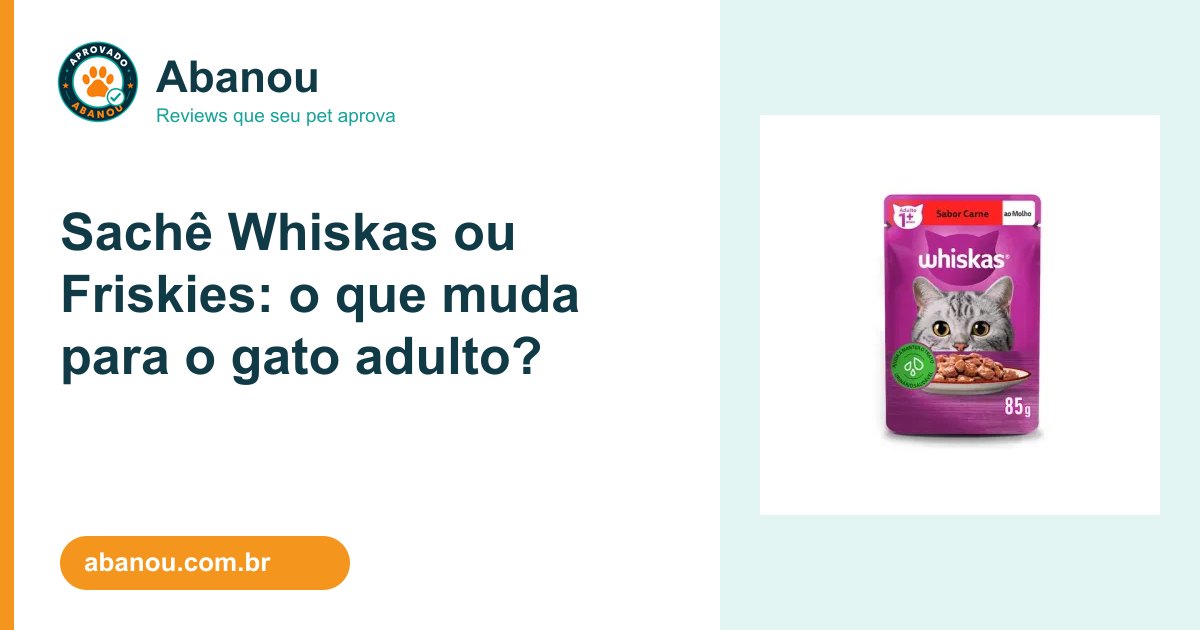 APROVADO
ABANOU
Abanou
Reviews que seu pet aprova
Sachê Whiskas ou
Friskies: o que muda
para o gato adulto?
abanou.com.br
Adulto
1+
Sabor Carne
ao Molho
whiskas®
85g